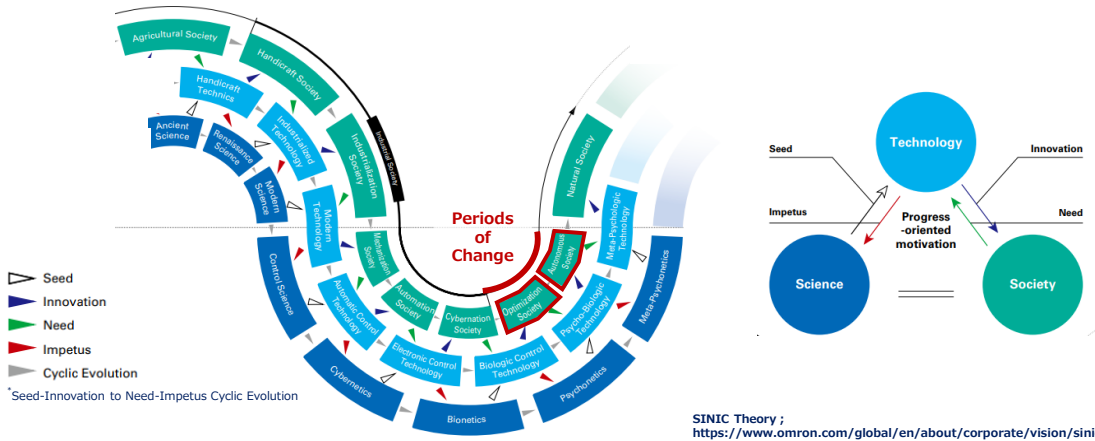 Agricultural Society
Handicraft Society
Industrialization
Society
Mechanization
Society
Automation
Society
Cybernation
Society
Optimization
Society
Autonomous
Society
Natural Society
Industrial Society
Handicraft
Technics
Industrialized
Technology
Modern
Technology
Automatic Control
Technology
Electronic Control
Technology
Biologic Control
Technology
Psycho-Biologic
Technology
Meta-Psychologic
Technology
Ancient
Science
Renaissance
Science
Modern
Science
Control Science
Cybernetics
Bionetics
Psychonetics
Meta-Psychonetics
Periods
of
Change
Seed
Innovation
Need
Impetus
Cyclic Evolution
*Seed-Innovation to Need-Impetus Cyclic Evolution
Technology
Seed
Innovation
Impetus
Need
Progress
-oriented
motivation
Science
Society
SINIC Theory ;
https://www.omron.com/global/en/about/corporate/vision/sini